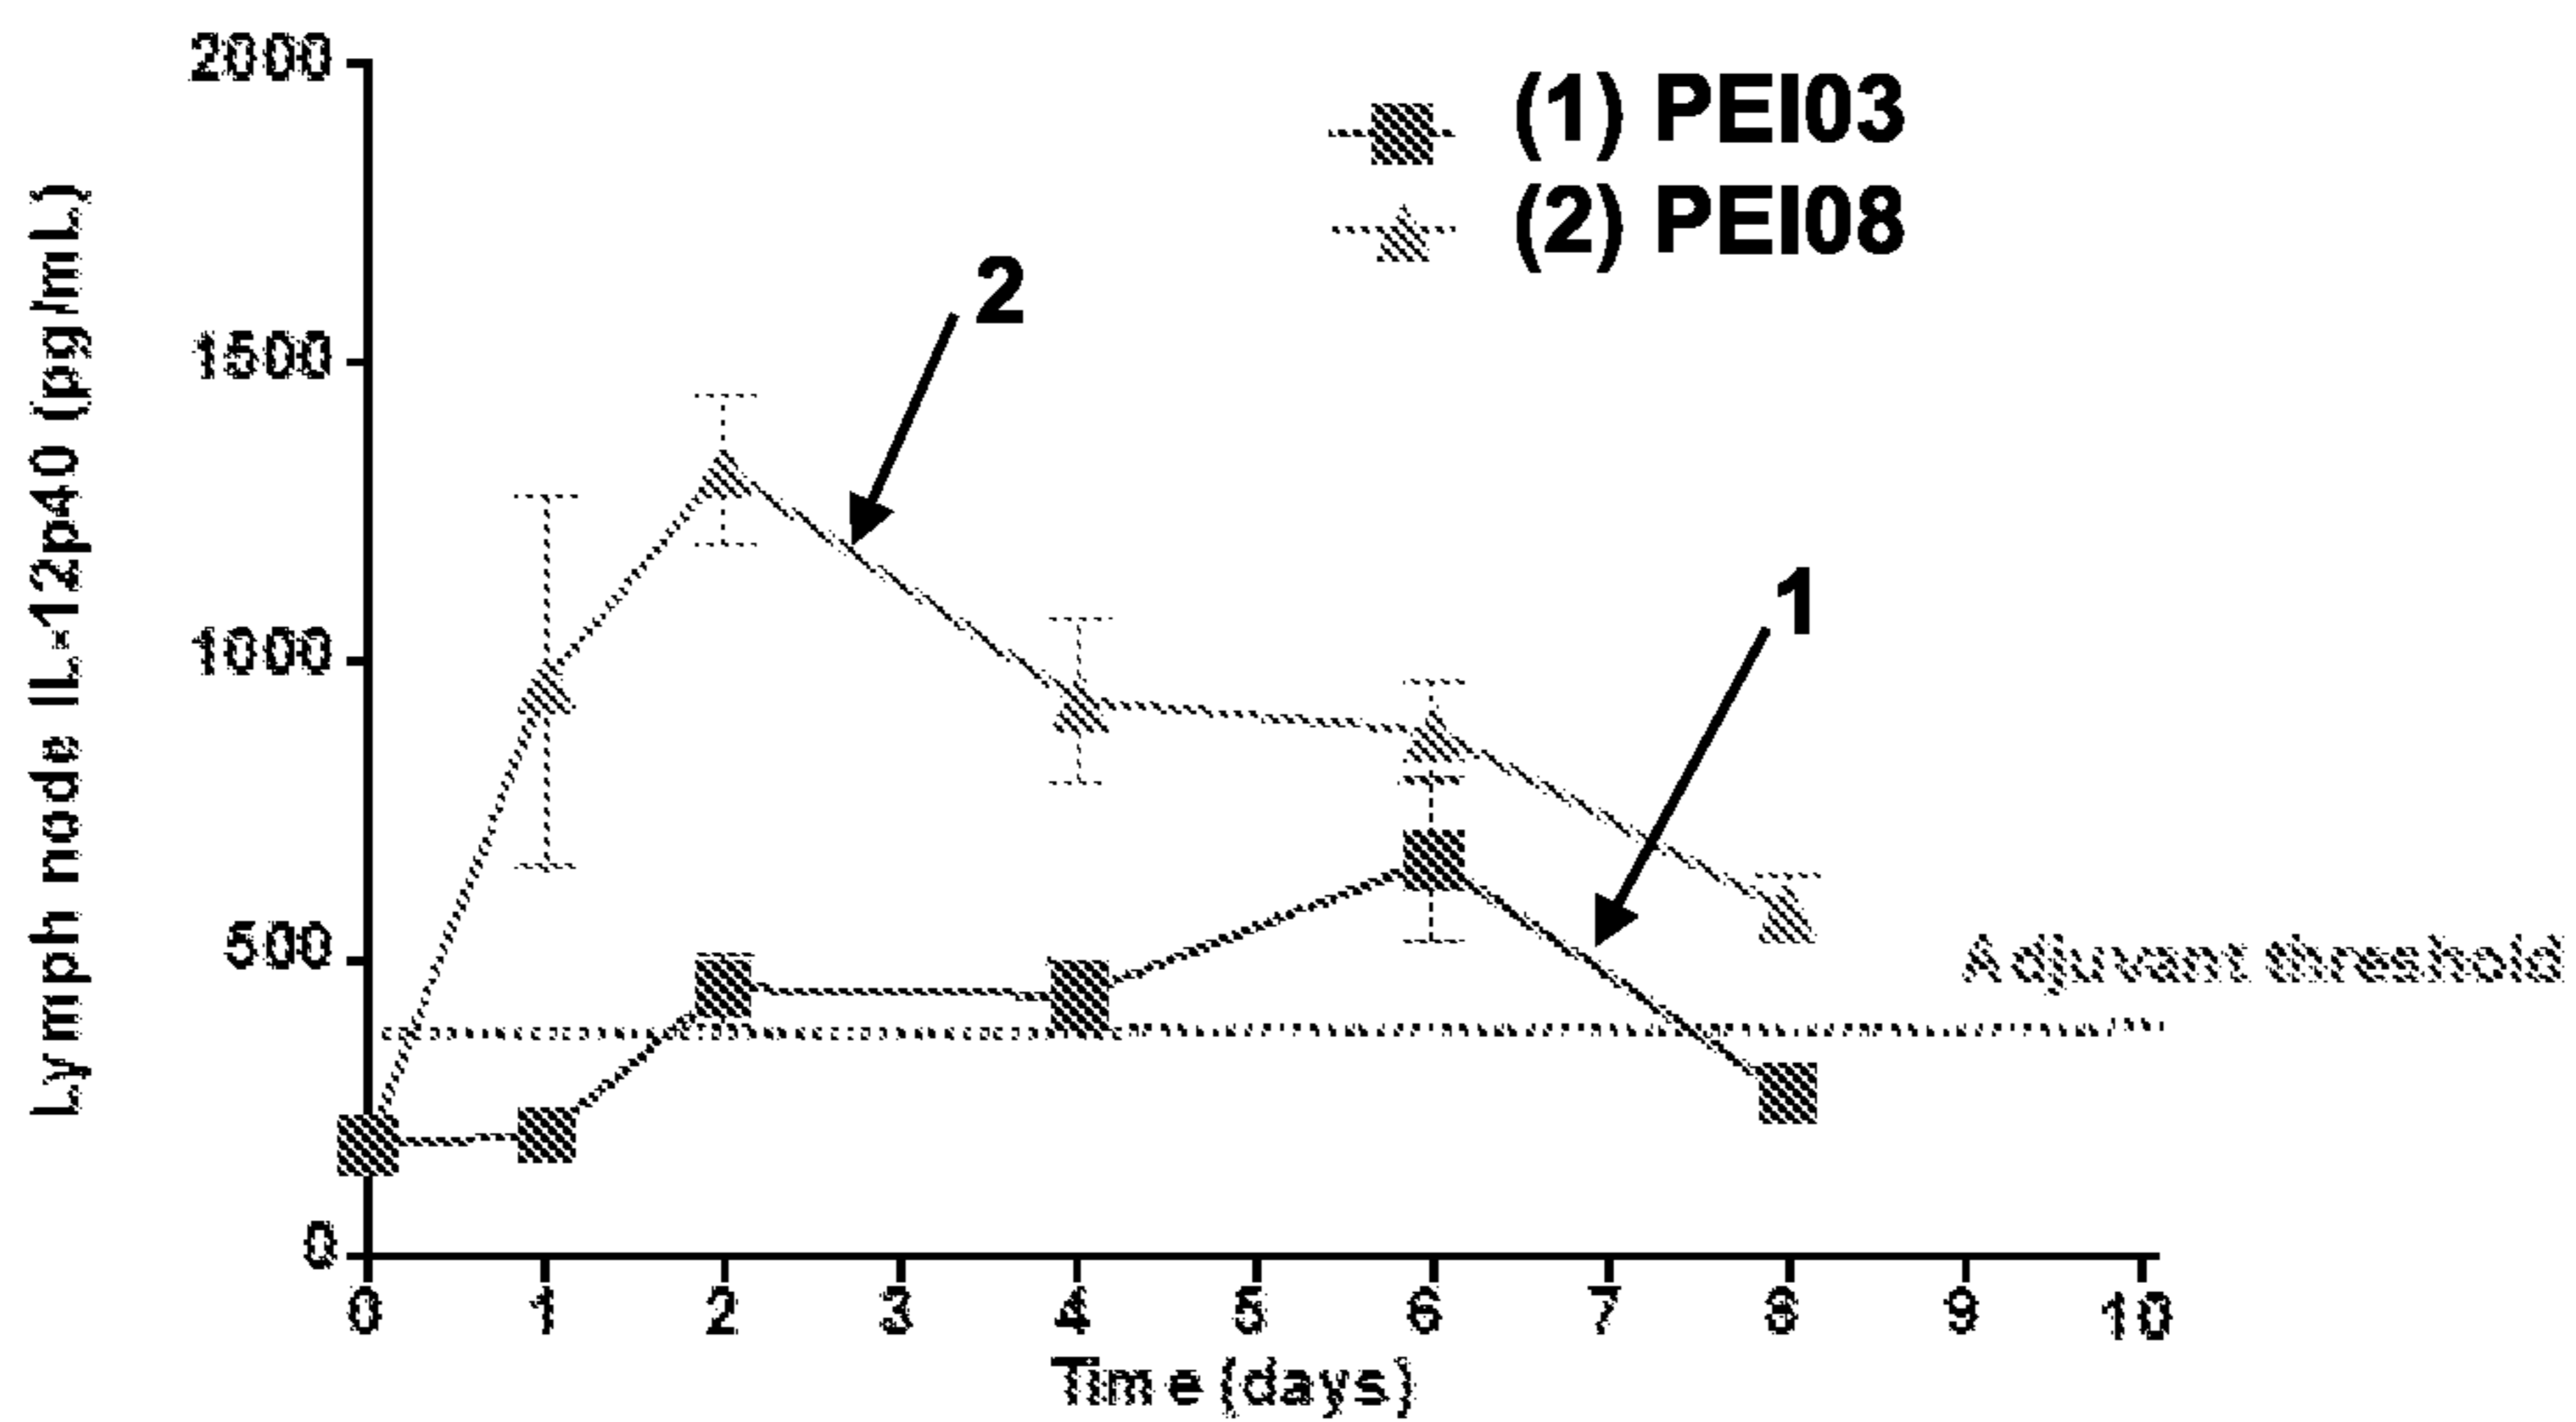 2000
1500
1000
500
0
Lymph node IL-12p40 (pg/mL)
(1) PEI03
(2) PEI08
2
1
Adjuvant threshold
0 1 2 3 4 5 6 7 8 9 10
Time (days)